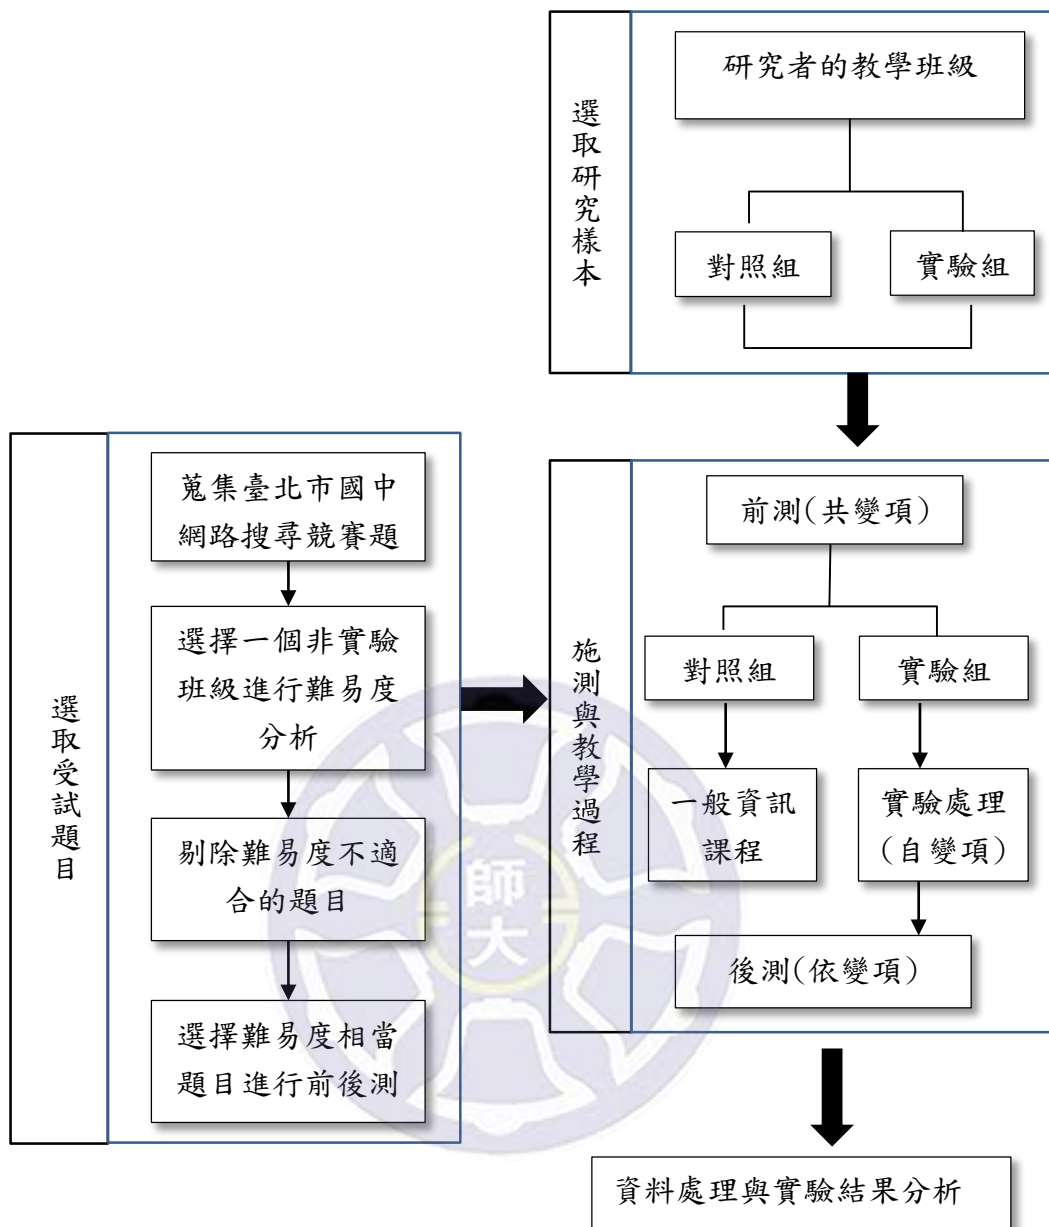 選取研究樣本
研究者的教學班級
對照組
實驗組
選取受試題目
蒐集臺北市國中
網路搜尋競賽題
選擇一個非實驗
班級進行難易度
分析
剔除難易度不適
合的題目
選擇難易度相當
題目進行前後測
施測與教學過程
前測(共變項)
對照組
實驗組
一般資訊
課程
實驗處理
(自變項)
後測(依變項)
資料處理與實驗結果分析
師大